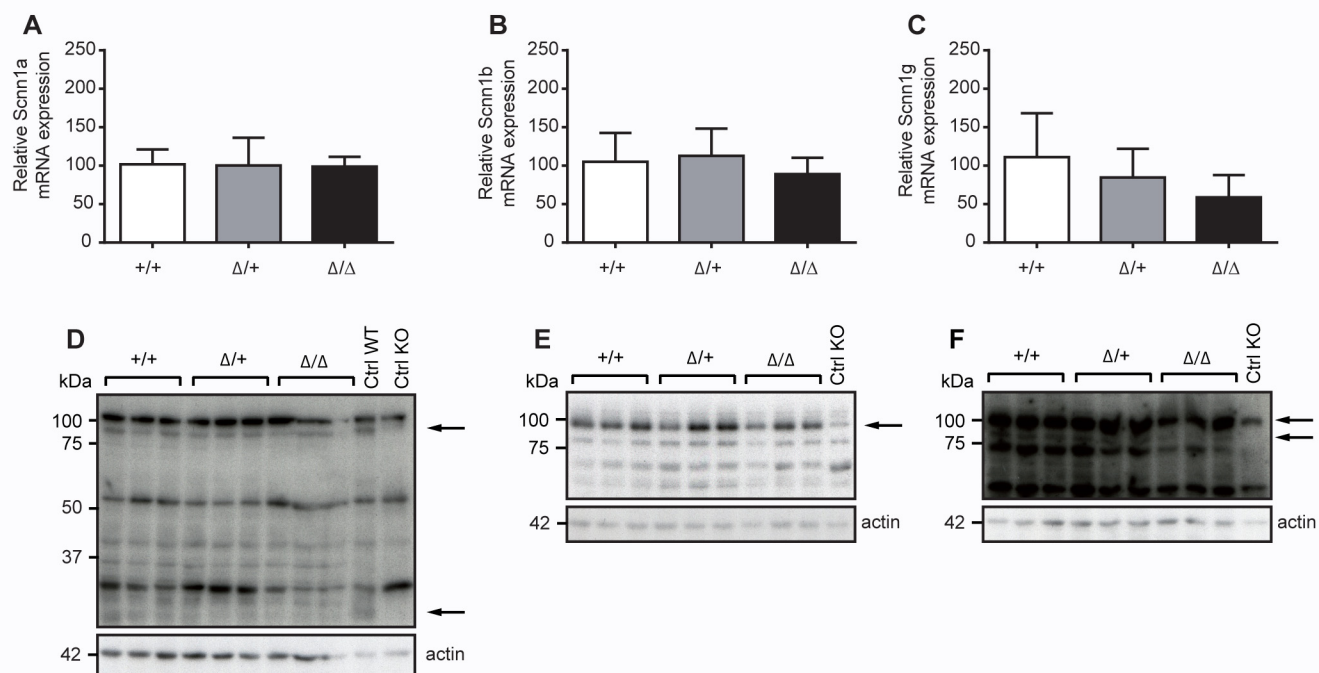 A
Relative Scnn1a
mRNA expression
250
200
150
100
50
0
+/+
Δ/+
Δ/Δ
B
Relative Scnn1b
mRNA expression
250
200
150
100
50
0
+/+
Δ/+
Δ/Δ
C
Relative Scnn1g
mRNA expression
250
200
150
100
50
0
+/+
Δ/+
Δ/Δ
D
+/+
Δ/+
Δ/Δ
Ctrl WT
Ctrl KO
kDa
100
75
50
37
42
actin
E
+/+
Δ/+
Δ/Δ
Ctrl KO
kDa
100
75
42
actin
F
+/+
Δ/+
Δ/Δ
Ctrl KO
kDa
100
75
42
actin